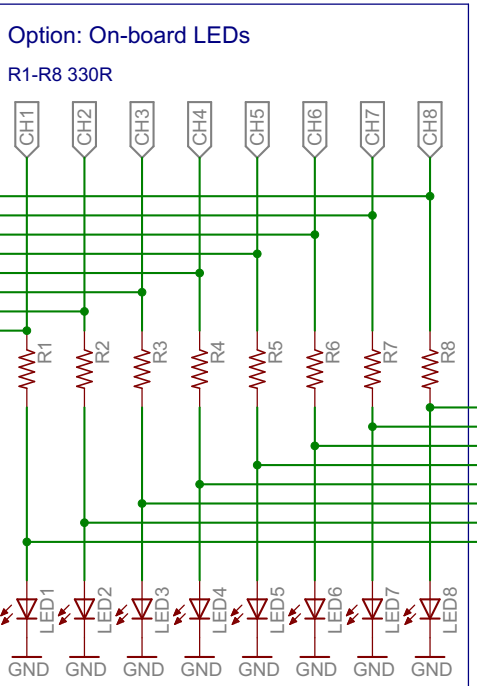 Option: On-board LEDs
R1-R8 330R
CH1 CH2 CH3 CH4 CH5 CH6 CH7 CH8
R1 R2 R3 R4 R5 R6 R7 R8
LED1 LED2 LED3 LED4 LED5 LED6 LED7 LED8
GND GND GND GND GND GND GND GND